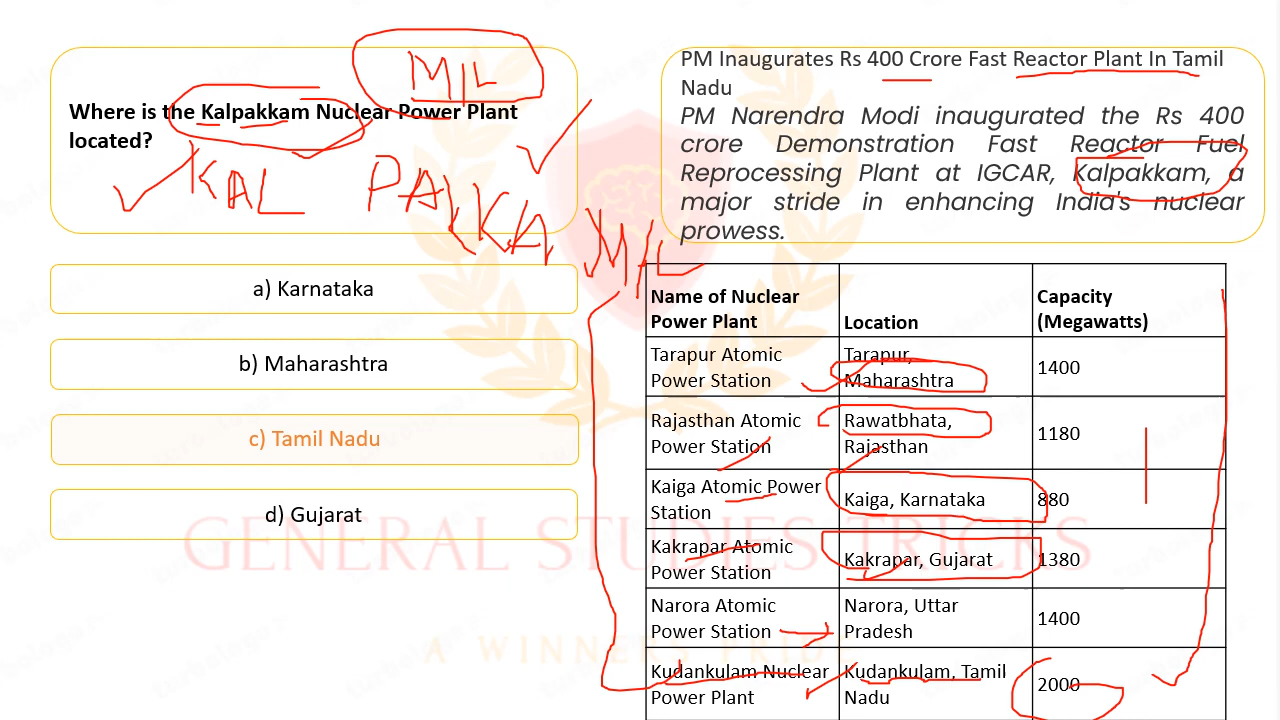 M/L
Where is the Kalpakkam Nuclear Power Plant
located?
KAL PAKKA M/L
a) Karnataka
b) Maharashtra
c) Tamil Nadu
d) Gujarat
PM Inaugurates Rs 400 Crore Fast Reactor Plant In Tamil
Nadu
PM Narendra Modi inaugurated the Rs 400
crore Demonstration Fast Reactor Fuel
Reprocessing Plant at IGCAR, Kalpakkam, a
major stride in enhancing India's nuclear
prowess.
Name of Nuclear
Power Plant
Location
Capacity
(Megawatts)
Tarapur Atomic
Power Station
Tarapur,
Maharashtra
1400
Rajasthan Atomic
Power Station
Rawatbhata,
Rajasthan
1180
Kaiga Atomic Power
Station
Kaiga, Karnataka
880
Kakrapar Atomic
Power Station
Kakrapar, Gujarat
1380
Narora Atomic
Power Station
Narora, Uttar
Pradesh
1400
Kudankulam Nuclear
Power Plant
Kudankulam, Tamil
Nadu
2000
GENERAL STUDIES TRICKS
A WINNERS PRIDE